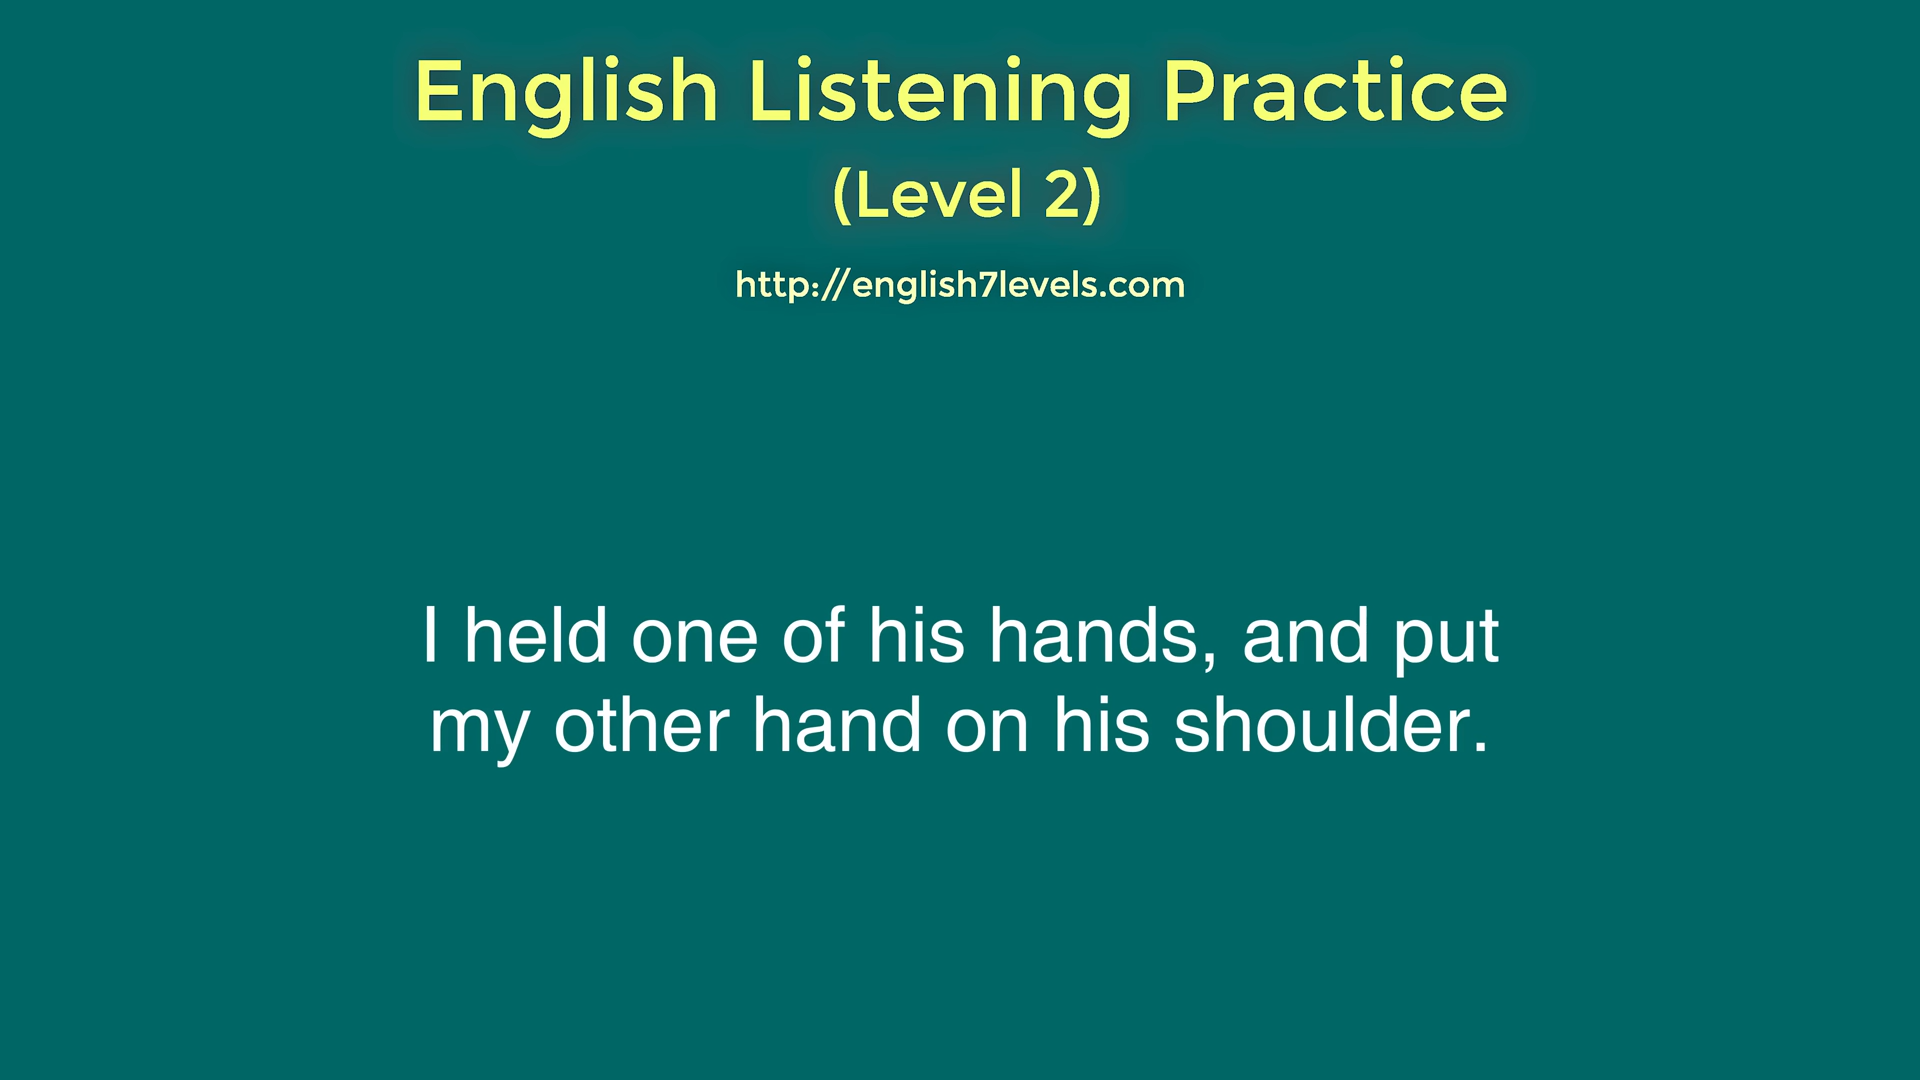 English Listening Practice
(Level 2)
http://english7levels.com
I held one of his hands, and put
my other hand on his shoulder.